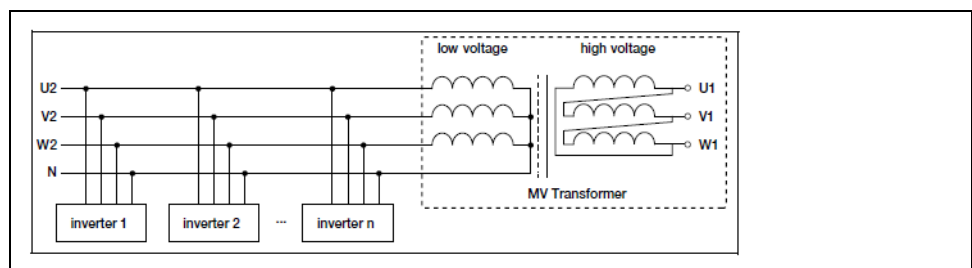 low voltage high voltage
U2 U1
V2 V1
W2 W1
N
MV Transformer
inverter 1 inverter 2 ... inverter n